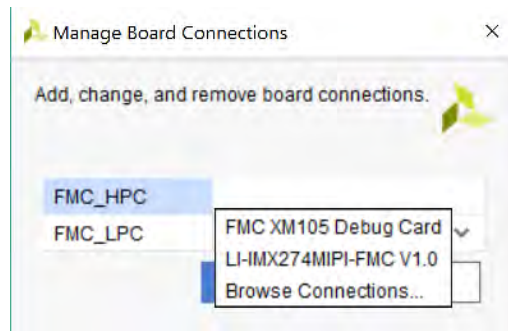 Manage Board Connections
Add, change, and remove board connections.
FMC_HPC
FMC_LPC
FMC XM105 Debug Card
LI-IMX274MIPI-FMC V1.0
Browse Connections...